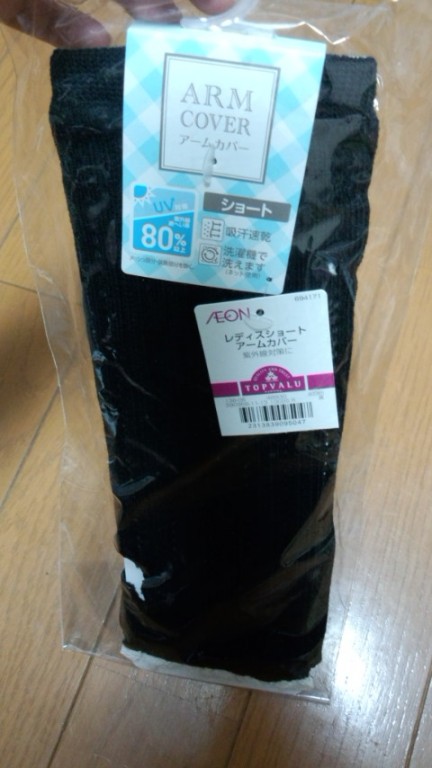 ARM
COVER
アームカバー
UV
80%
ショート
吸汗速乾
洗濯機で
洗えます
ÆON
694171
レディスショート
アームカバー
紫外線対策に
TOPVALU